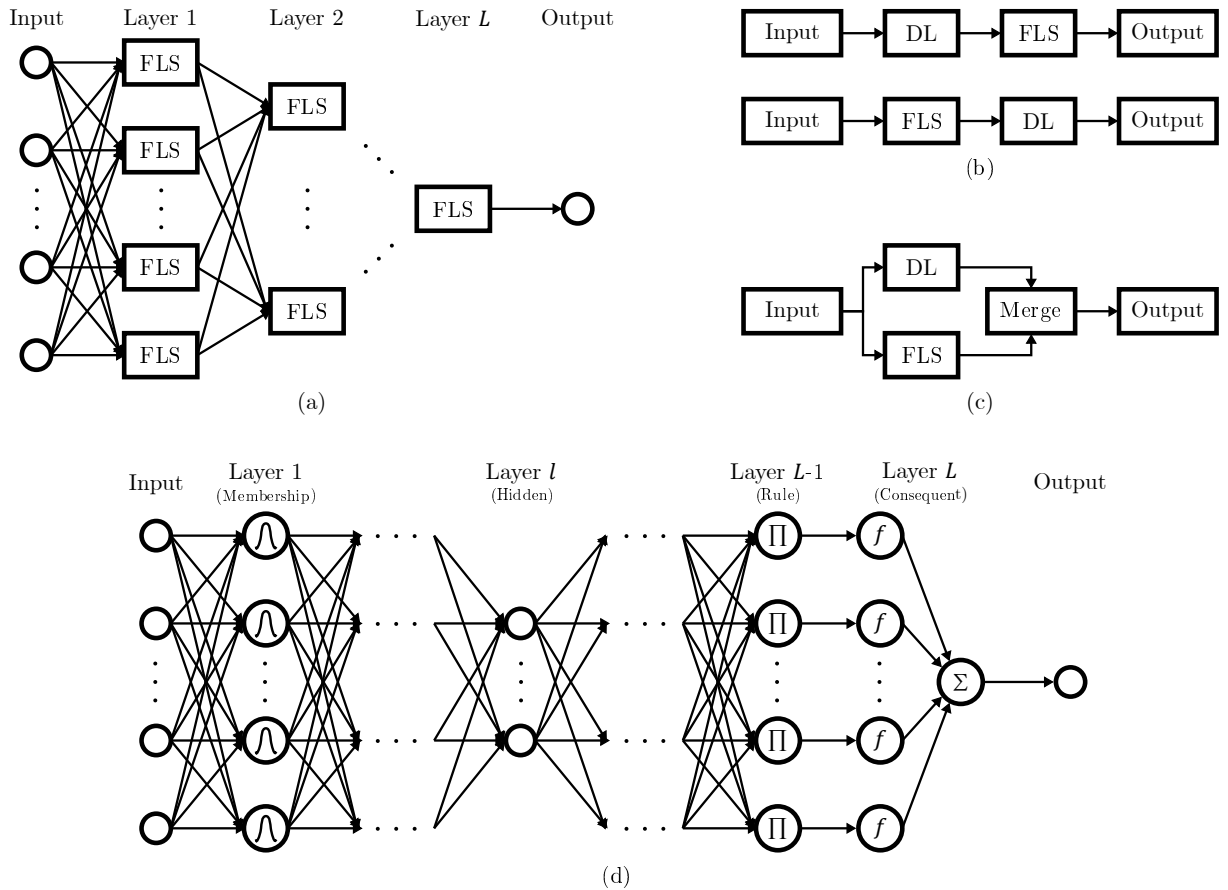 Input Layer 1 Layer 2 Layer L Output
FLS
FLS
FLS
FLS
FLS
FLS
FLS
(a)
Input DL FLS Output
Input FLS DL Output
(b)
Input DL FLS Merge Output
(c)
Input Layer 1 Layer l Layer L-1 Layer L Output
(Membership) (Hidden) (Rule) (Consequent)
∏ f
∏ f
Σ
∏ f
∏ f
(d)